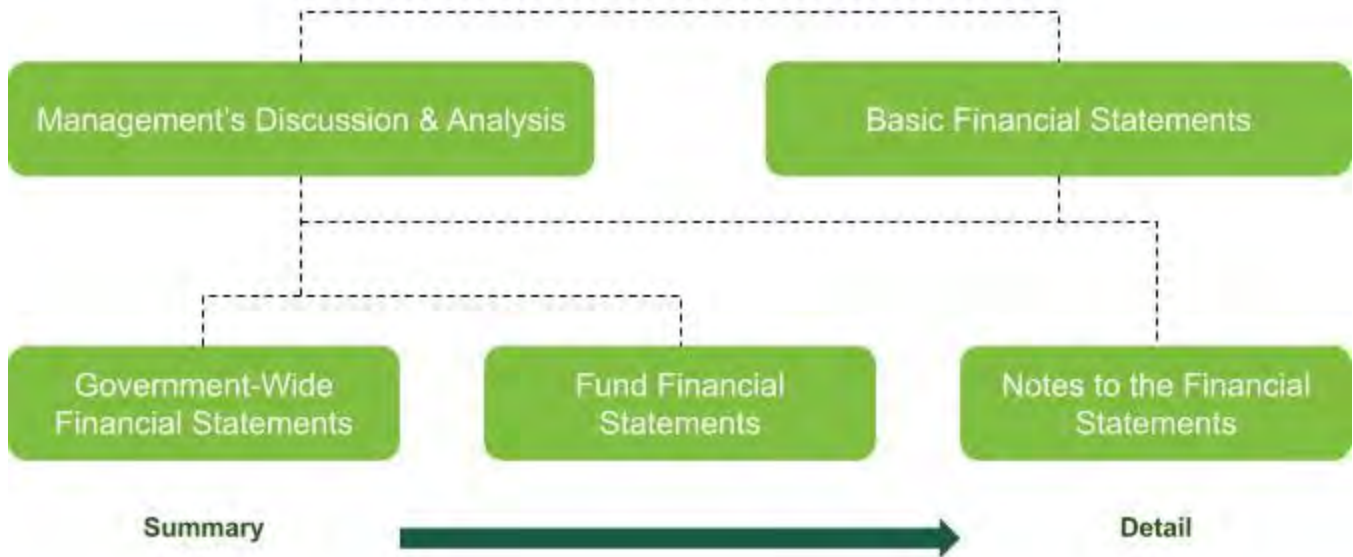 Management's Discussion & Analysis
Basic Financial Statements
Government-Wide
Financial Statements
Fund Financial
Statements
Notes to the Financial
Statements
Summary
Detail